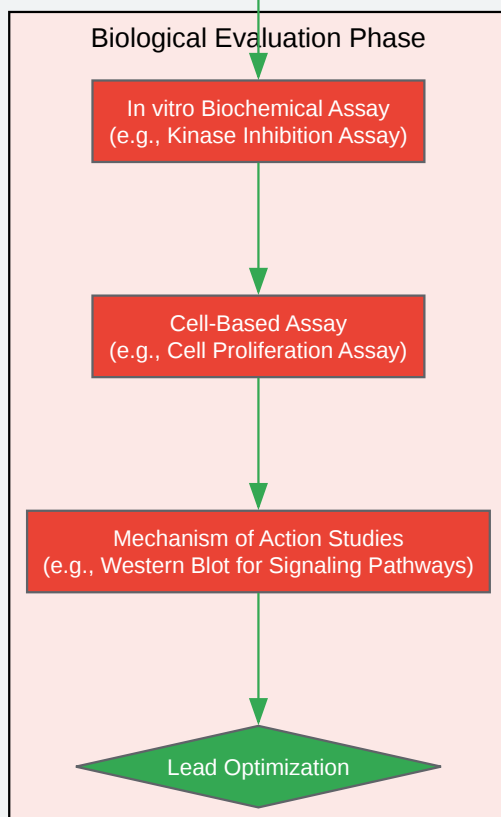 Biological Evaluation Phase
In vitro Biochemical Assay
(e.g., Kinase Inhibition Assay)
Cell-Based Assay
(e.g., Cell Proliferation Assay)
Mechanism of Action Studies
(e.g., Western Blot for Signaling Pathways)
Lead Optimization